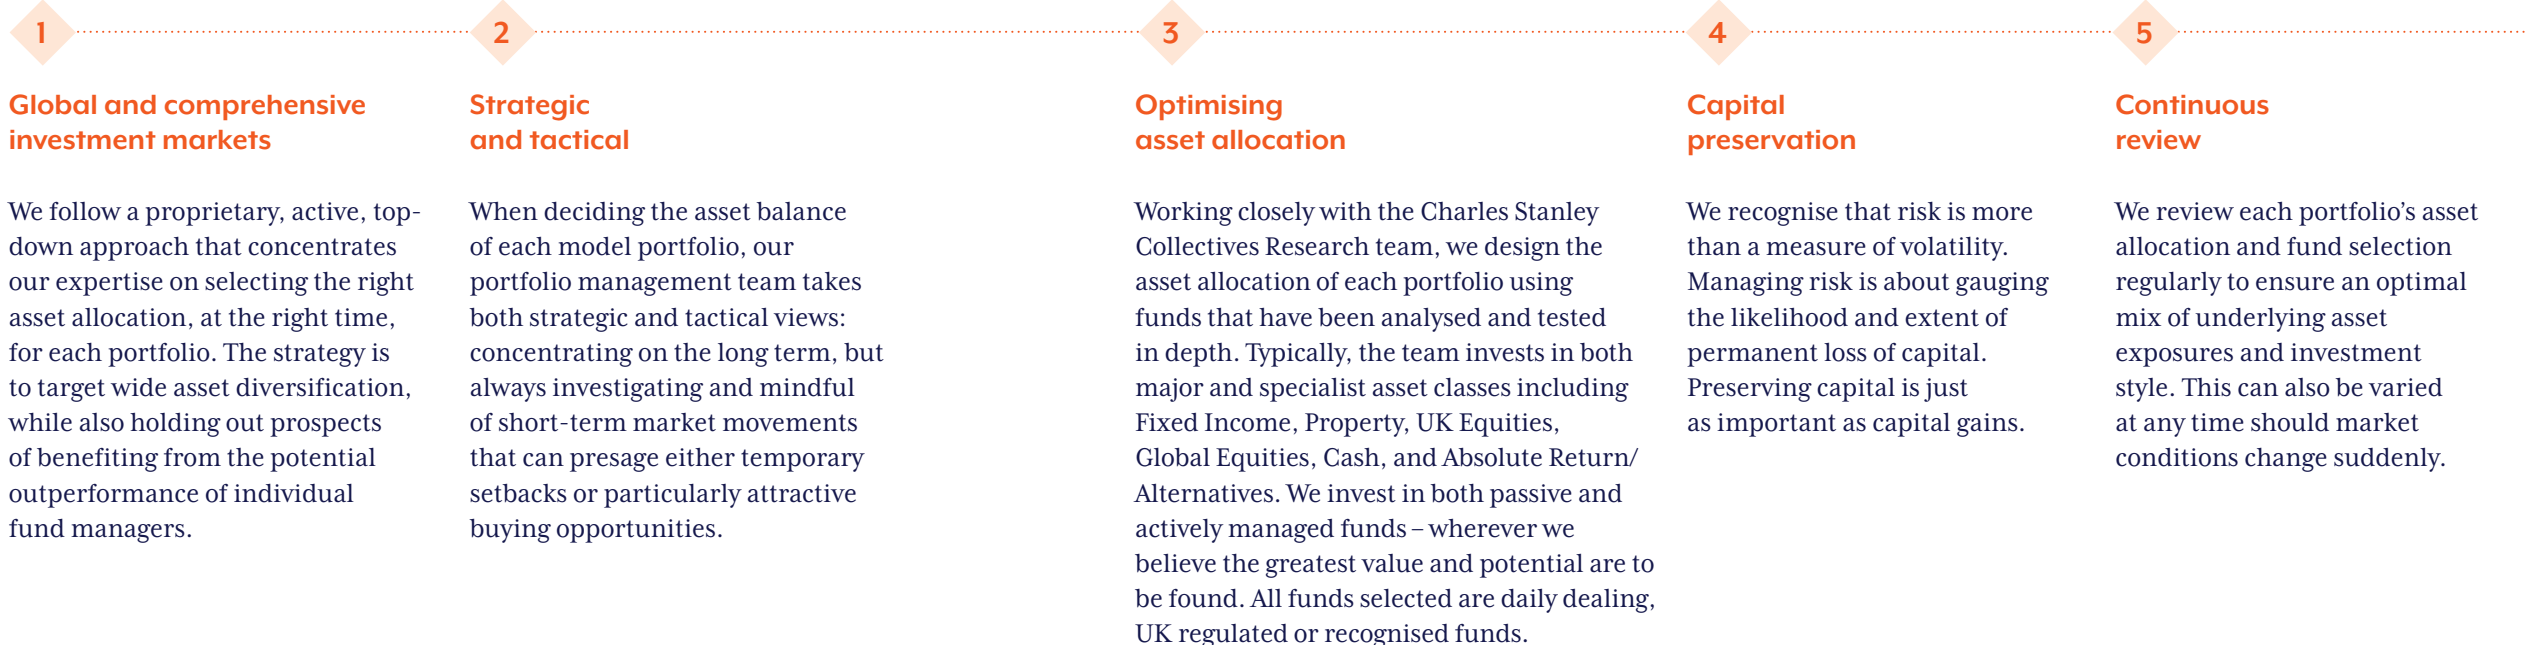 1
Global and comprehensive
investment markets
We follow a proprietary, active, top-
down approach that concentrates
our expertise on selecting the right
asset allocation, at the right time,
for each portfolio. The strategy is
to target wide asset diversification,
while also holding out prospects
of benefiting from the potential
outperformance of individual
fund managers.
2
Strategic
and tactical
When deciding the asset balance
of each model portfolio, our
portfolio management team takes
both strategic and tactical views:
concentrating on the long term, but
always investigating and mindful
of short-term market movements
that can presage either temporary
setbacks or particularly attractive
buying opportunities.
3
Optimising
asset allocation
Working closely with the Charles Stanley
Collectives Research team, we design the
asset allocation of each portfolio using
funds that have been analysed and tested
in depth. Typically, the team invests in both
major and specialist asset classes including
Fixed Income, Property, UK Equities,
Global Equities, Cash, and Absolute Return/
Alternatives. We invest in both passive and
actively managed funds – wherever we
believe the greatest value and potential are to
be found. All funds selected are daily dealing,
UK regulated or recognised funds.
4
Capital
preservation
We recognise that risk is more
than a measure of volatility.
Managing risk is about gauging
the likelihood and extent of
permanent loss of capital.
Preserving capital is just
as important as capital gains.
5
Continuous
review
We review each portfolio’s asset
allocation and fund selection
regularly to ensure an optimal
mix of underlying asset
exposures and investment
style. This can also be varied
at any time should market
conditions change suddenly.